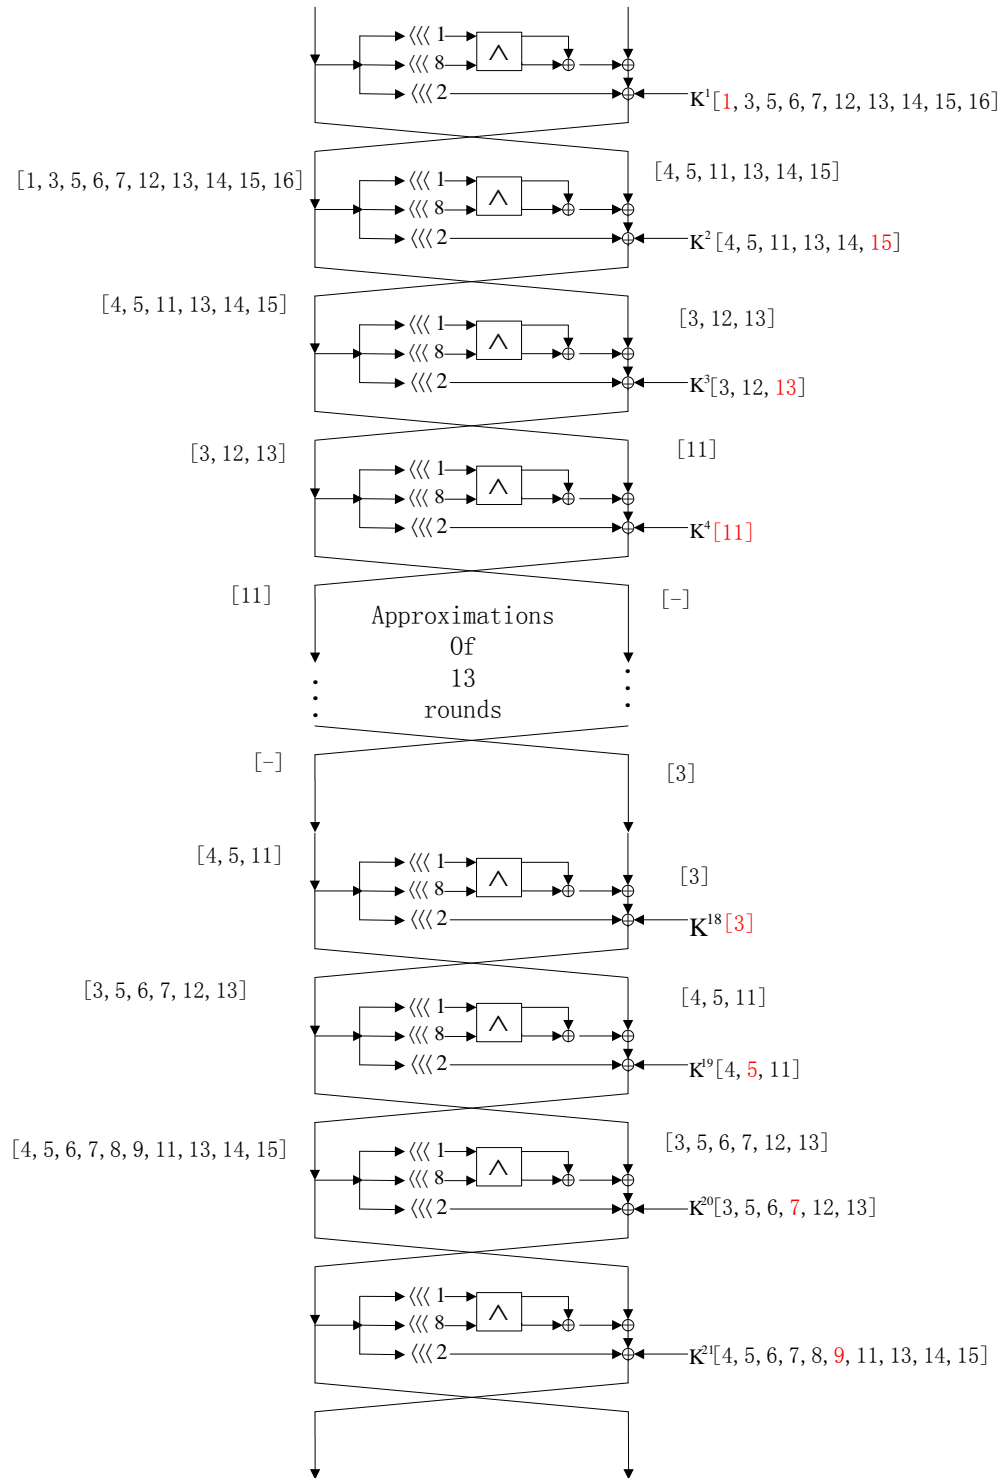 ⋘ 1
⋘ 8 ∧
⋘ 2 K¹[1, 3, 5, 6, 7, 12, 13, 14, 15, 16]
[1, 3, 5, 6, 7, 12, 13, 14, 15, 16] [4, 5, 11, 13, 14, 15]
⋘ 1
⋘ 8 ∧
⋘ 2 K²[4, 5, 11, 13, 14, 15]
[4, 5, 11, 13, 14, 15] [3, 12, 13]
⋘ 1
⋘ 8 ∧
⋘ 2 K³[3, 12, 13]
[3, 12, 13] [11]
⋘ 1
⋘ 8 ∧
⋘ 2 K⁴[11]
[11] [-]
Approximations
Of
13
rounds
[-] [3]
[4, 5, 11] ⋘ 1
⋘ 8 ∧ [3]
⋘ 2 K¹⁸[3]
[3, 5, 6, 7, 12, 13] [4, 5, 11]
⋘ 1
⋘ 8 ∧
⋘ 2 K¹⁹[4, 5, 11]
[4, 5, 6, 7, 8, 9, 11, 13, 14, 15] [3, 5, 6, 7, 12, 13]
⋘ 1
⋘ 8 ∧
⋘ 2 K²⁰[3, 5, 6, 7, 12, 13]
⋘ 1
⋘ 8 ∧
⋘ 2 K²¹[4, 5, 6, 7, 8, 9, 11, 13, 14, 15]